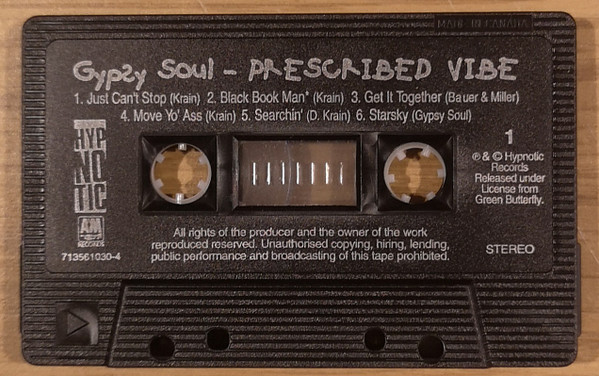 MADE IN CANADA
Gypsy Soul - PRESCRIBED VIBE
1. Just Can't Stop (Krain) 2. Black Book Man* (Krain) 3. Get It Together (Bauer & Miller)
4. Move Yo' Ass (Krain) 5. Searchin' (D. Krain) 6. Starsky (Gypsy Soul)
HYP
NO
TIC
A&M
RECORDS
713561030-4
1
℗ & © Hypnotic
Records
Released under
License from
Green Butterfly.
STEREO
All rights of the producer and the owner of the work
reproduced reserved. Unauthorised copying, hiring, lending,
public performance and broadcasting of this tape prohibited.